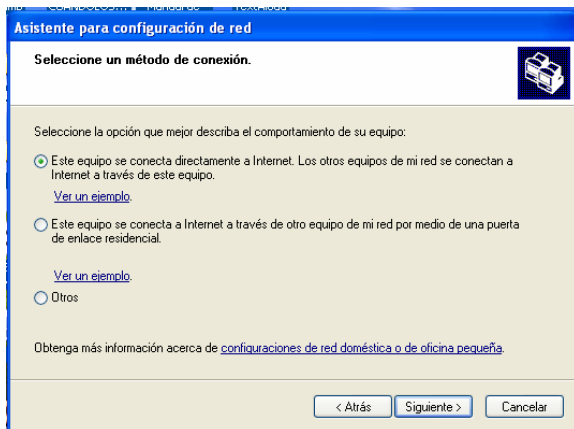 Asistente para configuración de red
Seleccione un método de conexión.
Seleccione la opción que mejor describa el comportamiento de su equipo:
Este equipo se conecta directamente a Internet. Los otros equipos de mi red se conectan a
Internet a través de este equipo.
Ver un ejemplo.
Este equipo se conecta a Internet a través de otro equipo de mi red por medio de una puerta
de enlace residencial.
Ver un ejemplo.
Otros
Obtenga más información acerca de configuraciones de red doméstica o de oficina pequeña.
< Atrás Siguiente > Cancelar